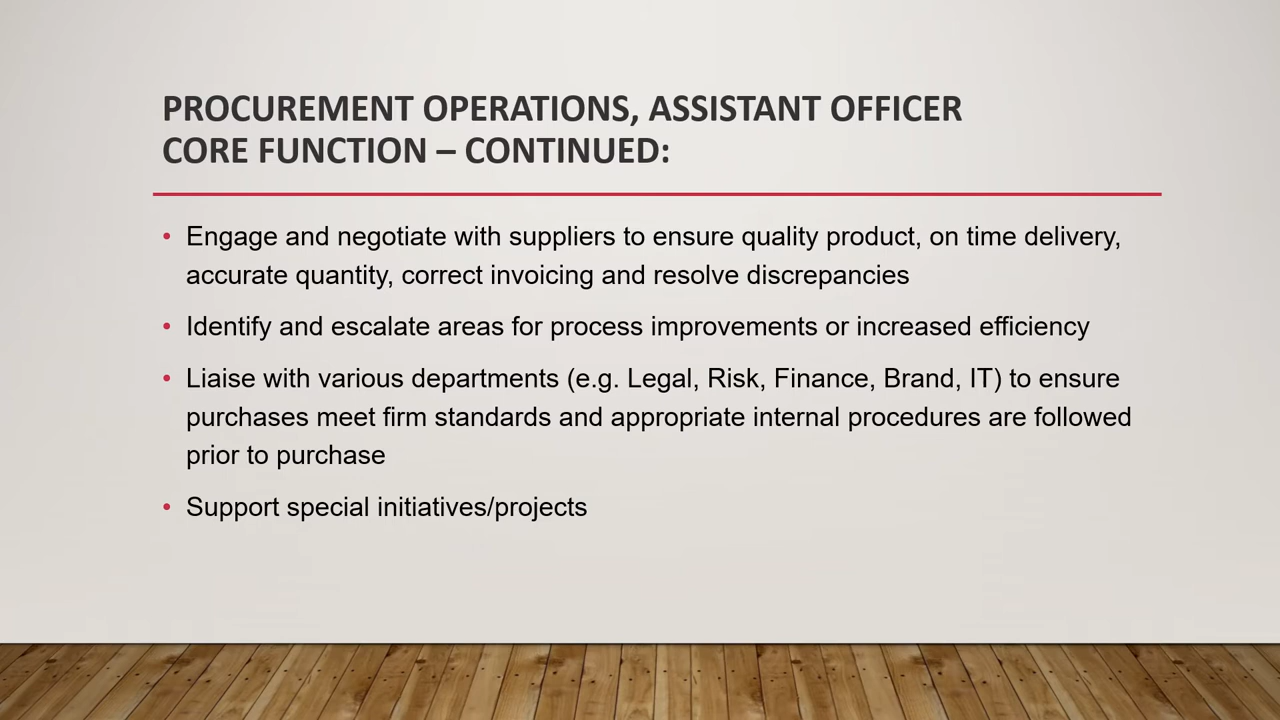 PROCUREMENT OPERATIONS, ASSISTANT OFFICER
CORE FUNCTION – CONTINUED:
• Engage and negotiate with suppliers to ensure quality product, on time delivery,
accurate quantity, correct invoicing and resolve discrepancies
• Identify and escalate areas for process improvements or increased efficiency
• Liaise with various departments (e.g. Legal, Risk, Finance, Brand, IT) to ensure
purchases meet firm standards and appropriate internal procedures are followed
prior to purchase
• Support special initiatives/projects